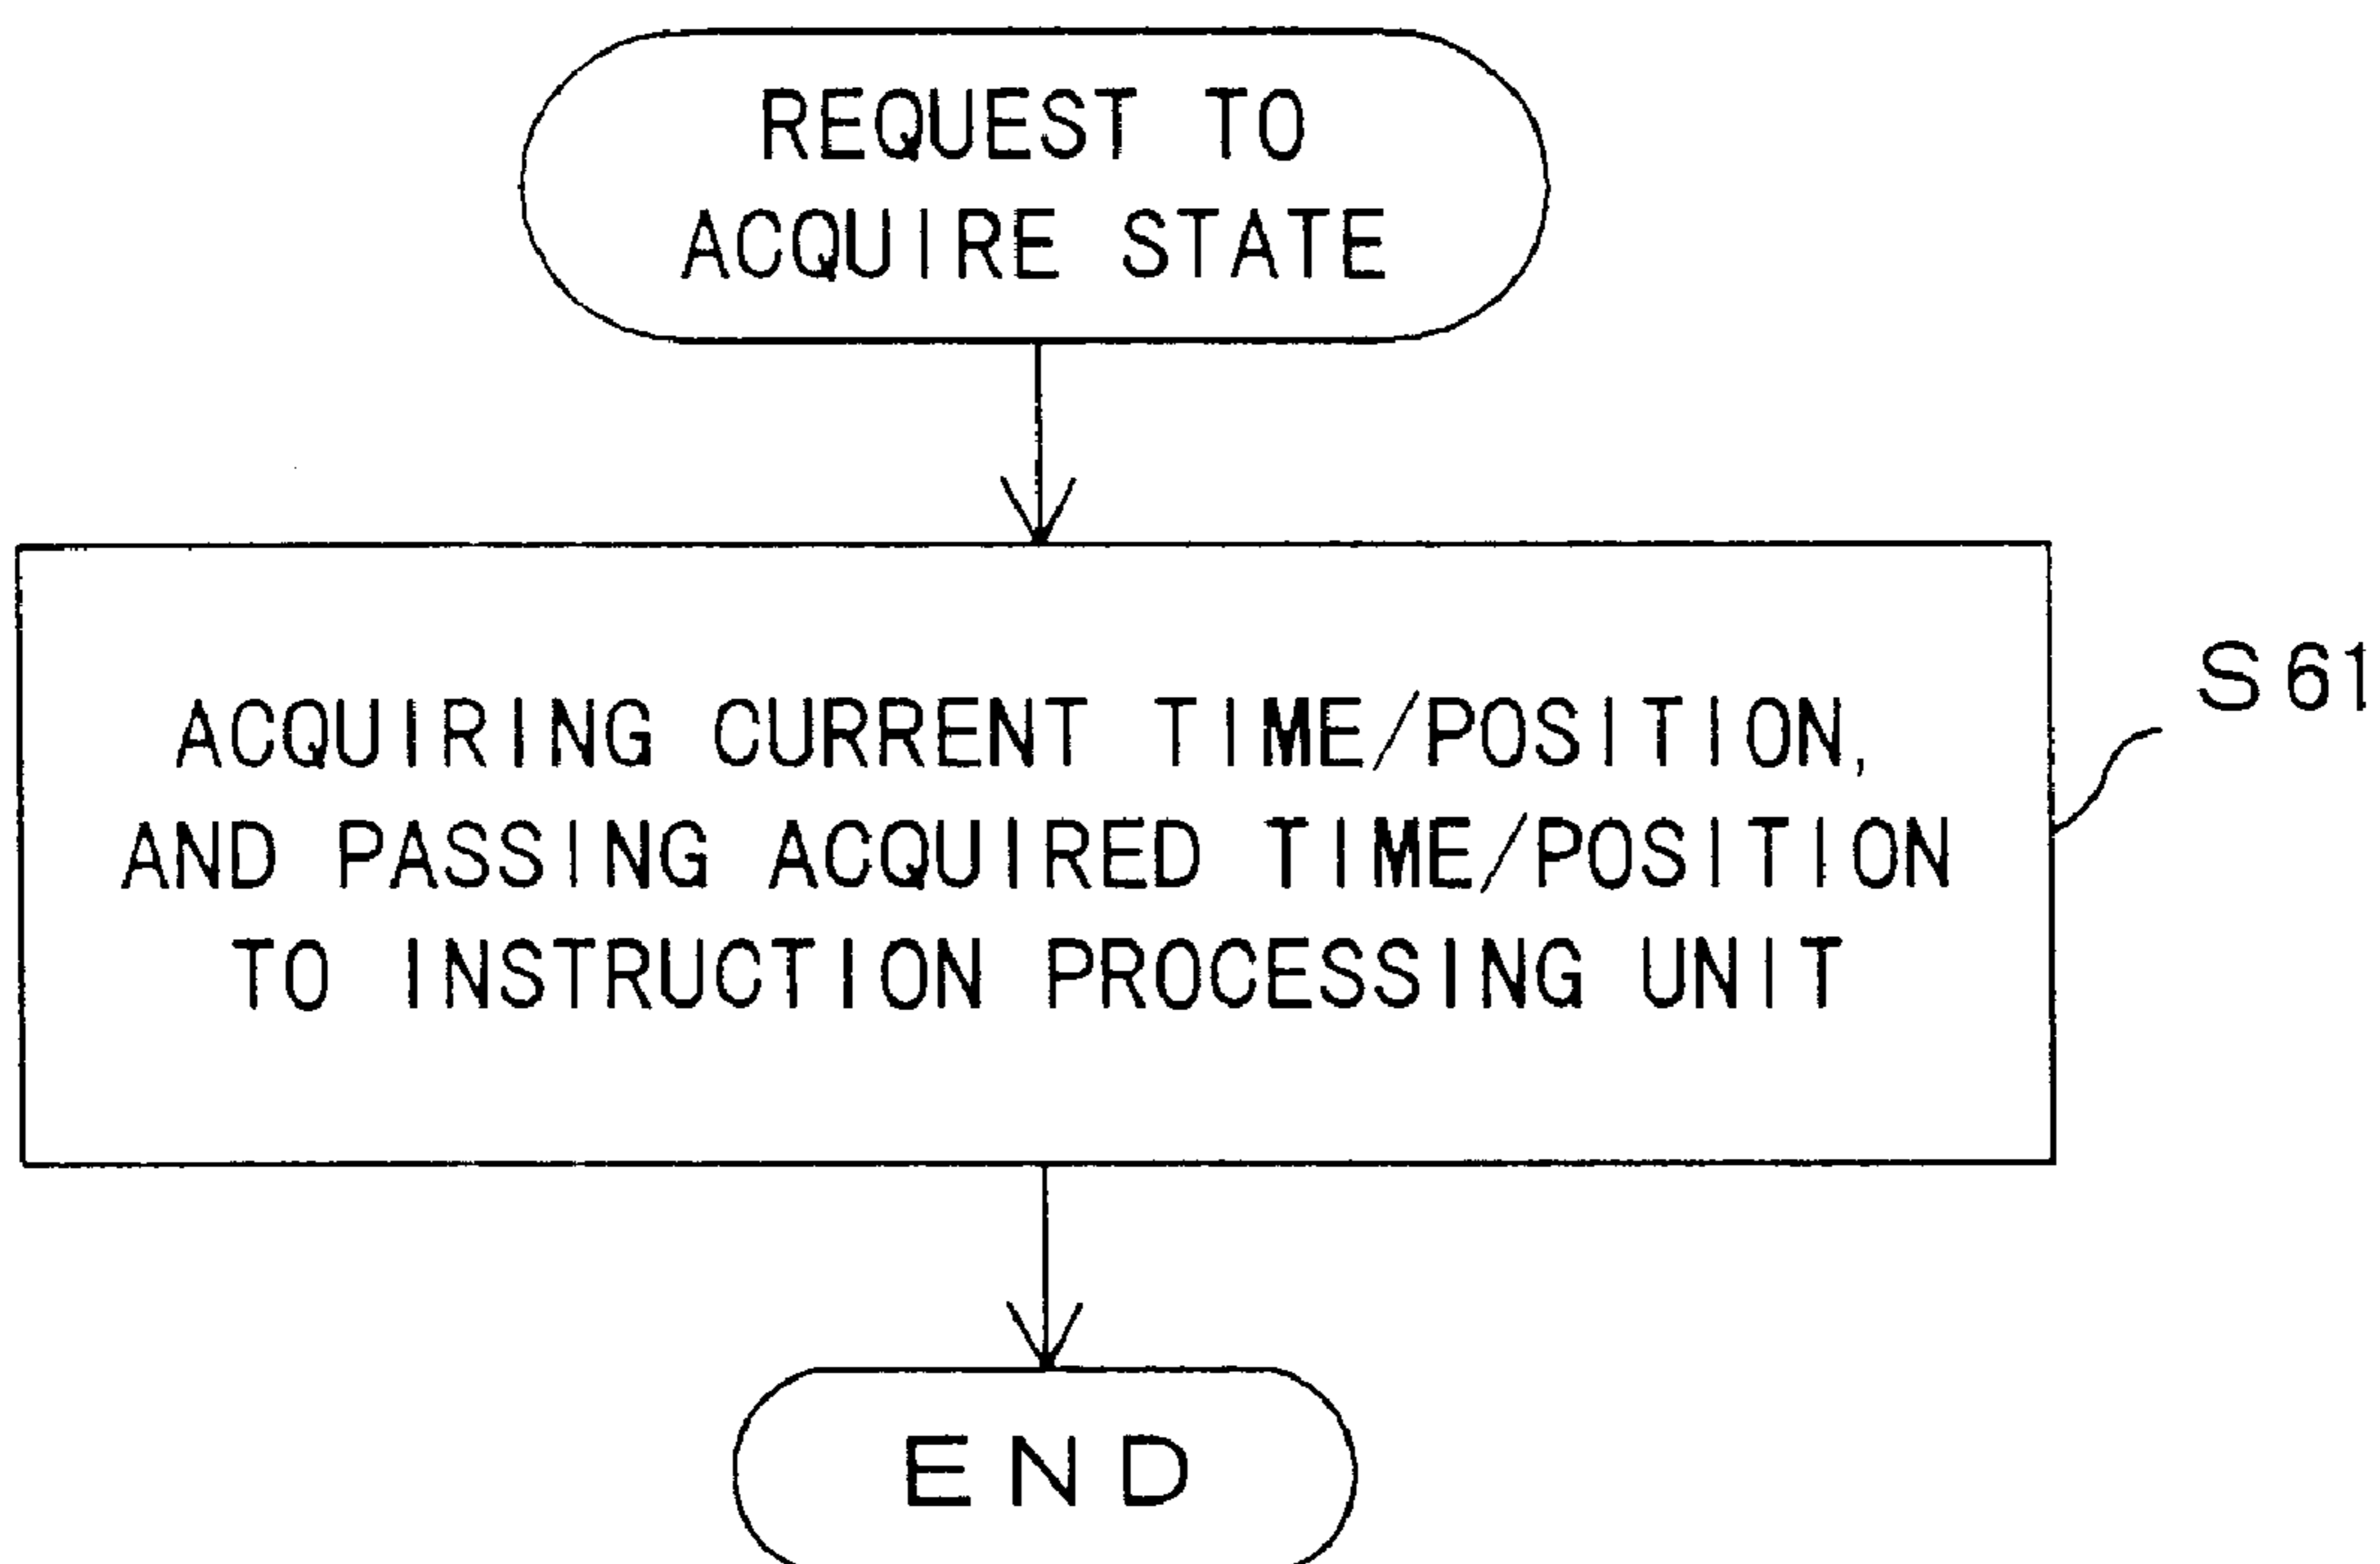 REQUEST TO
ACQUIRE STATE
S61
ACQUIRING CURRENT TIME/POSITION,
AND PASSING ACQUIRED TIME/POSITION
TO INSTRUCTION PROCESSING UNIT
END